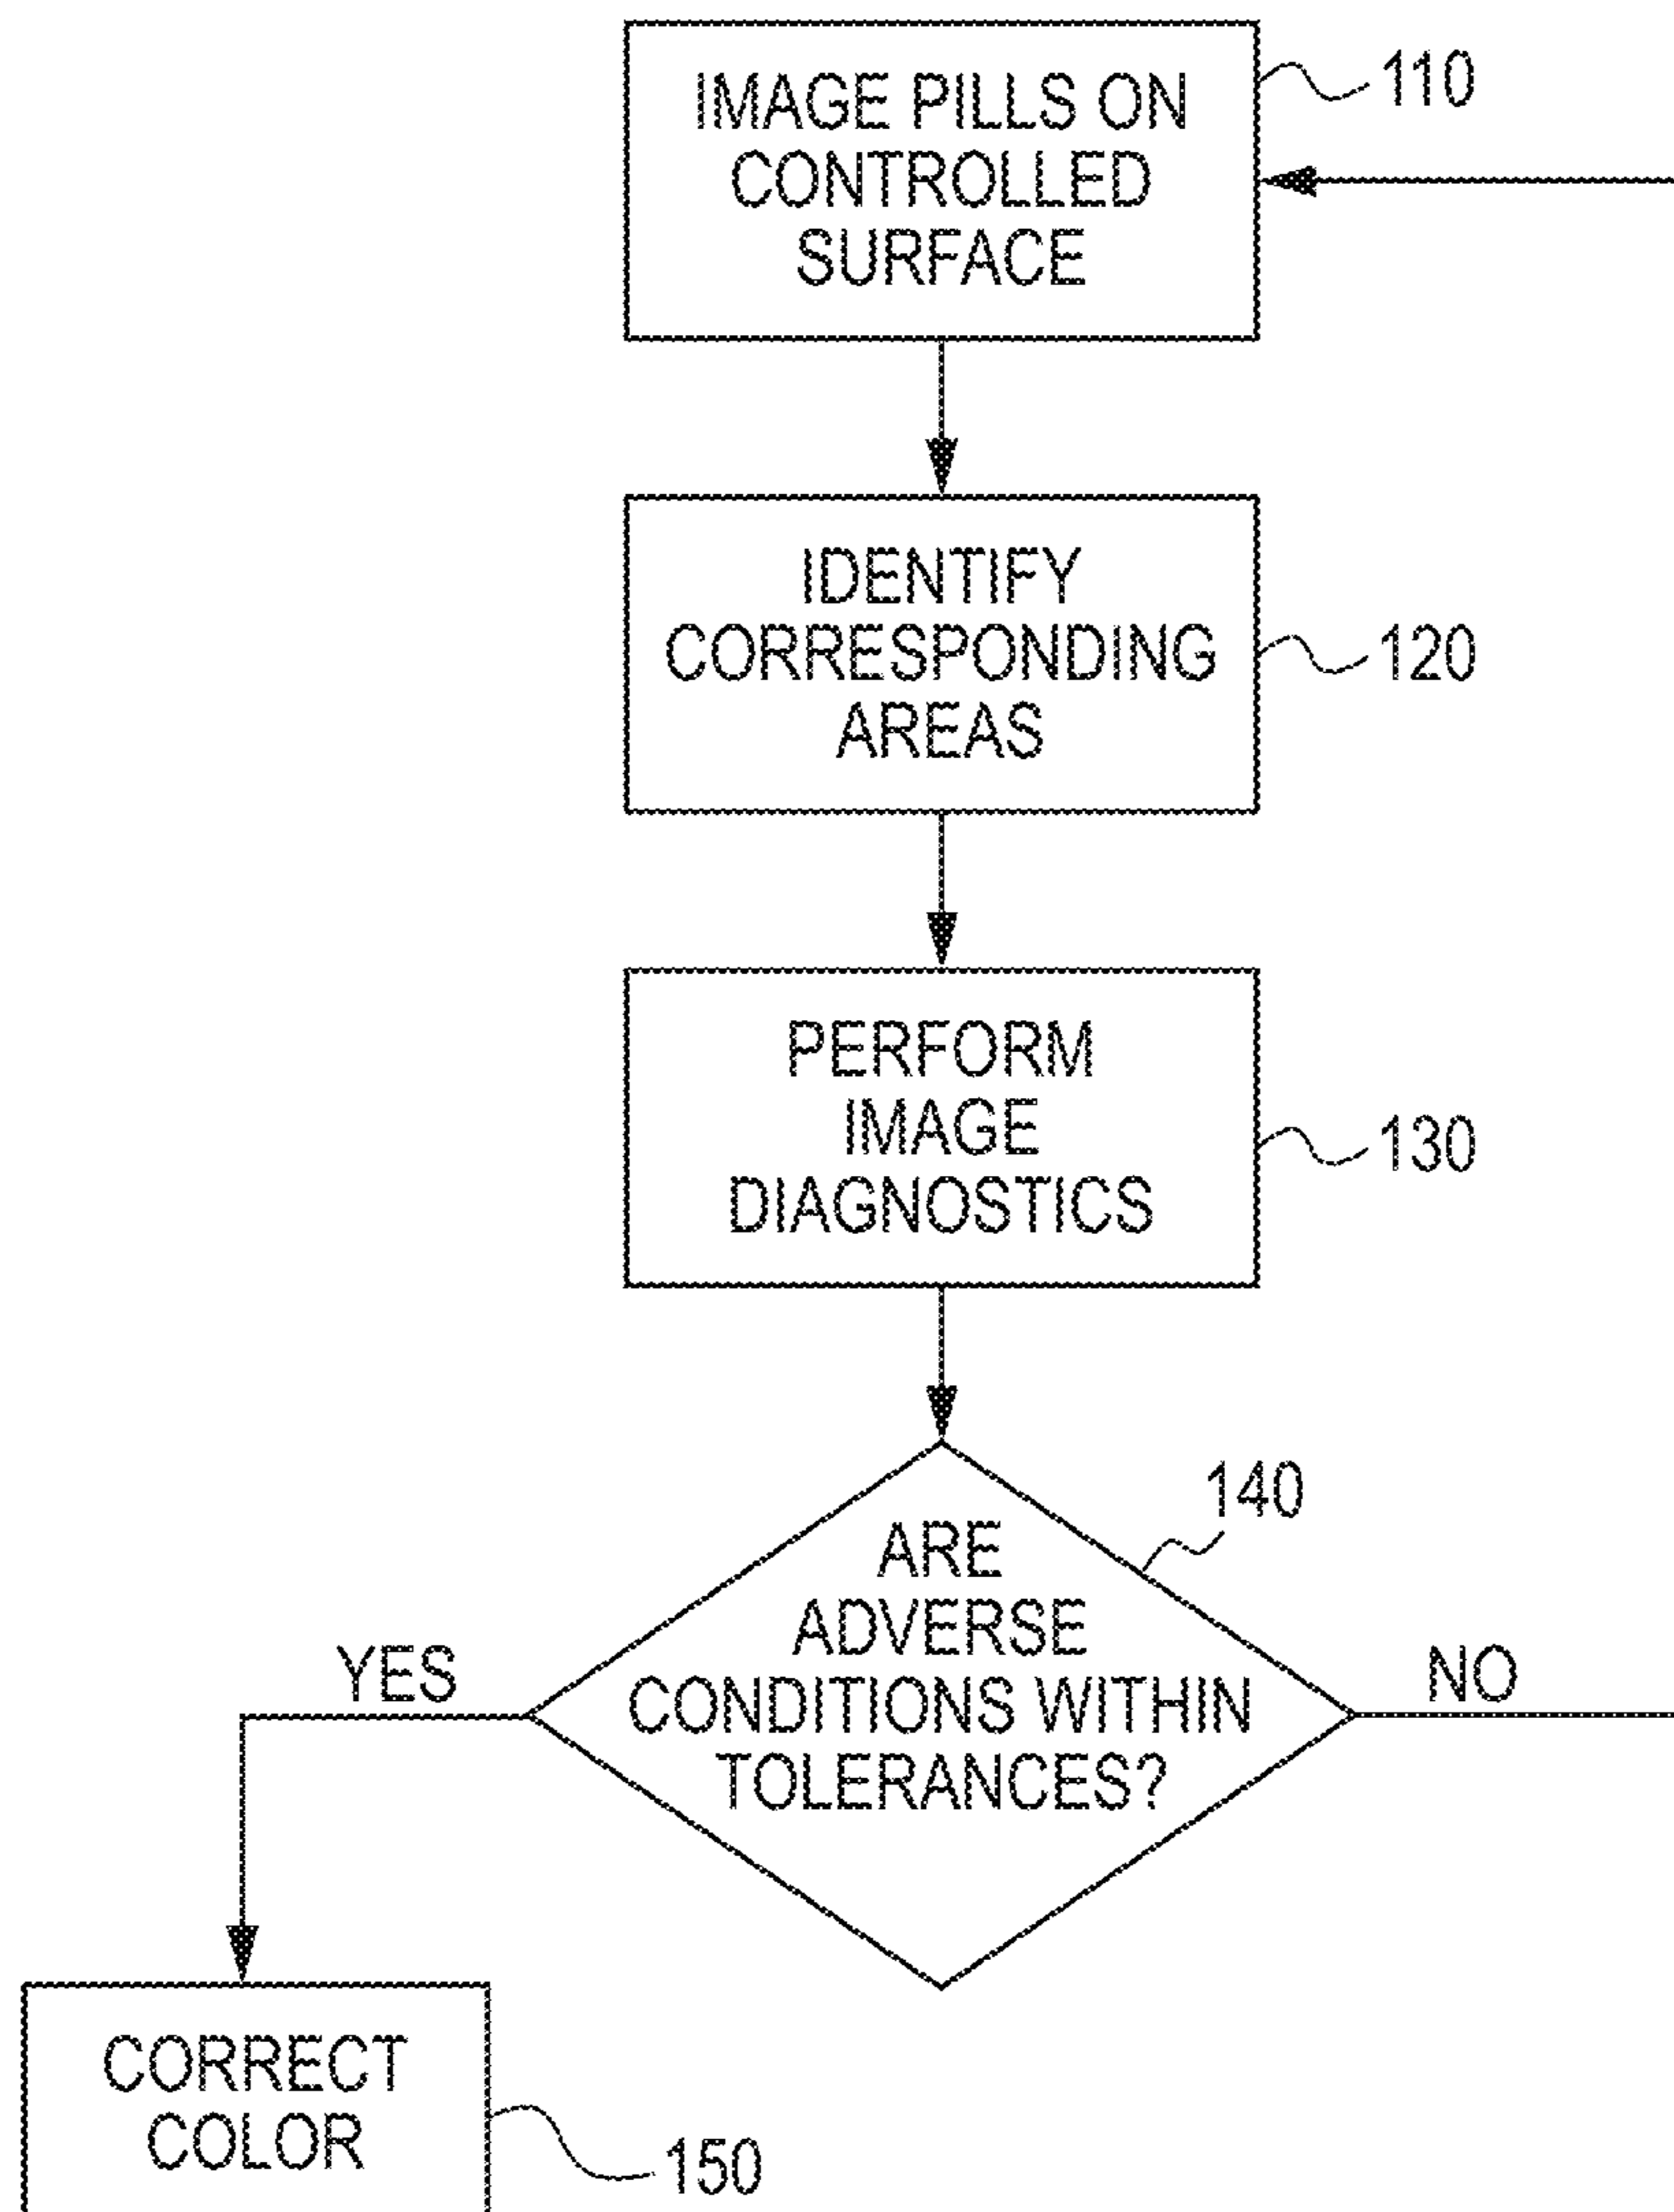 IMAGE PILLS ON
CONTROLLED
SURFACE
110
IDENTIFY
CORRESPONDING
AREAS
120
PERFORM
IMAGE
DIAGNOSTICS
130
ARE
ADVERSE
CONDITIONS WITHIN
TOLERANCES?
140
YES
NO
CORRECT
COLOR
150